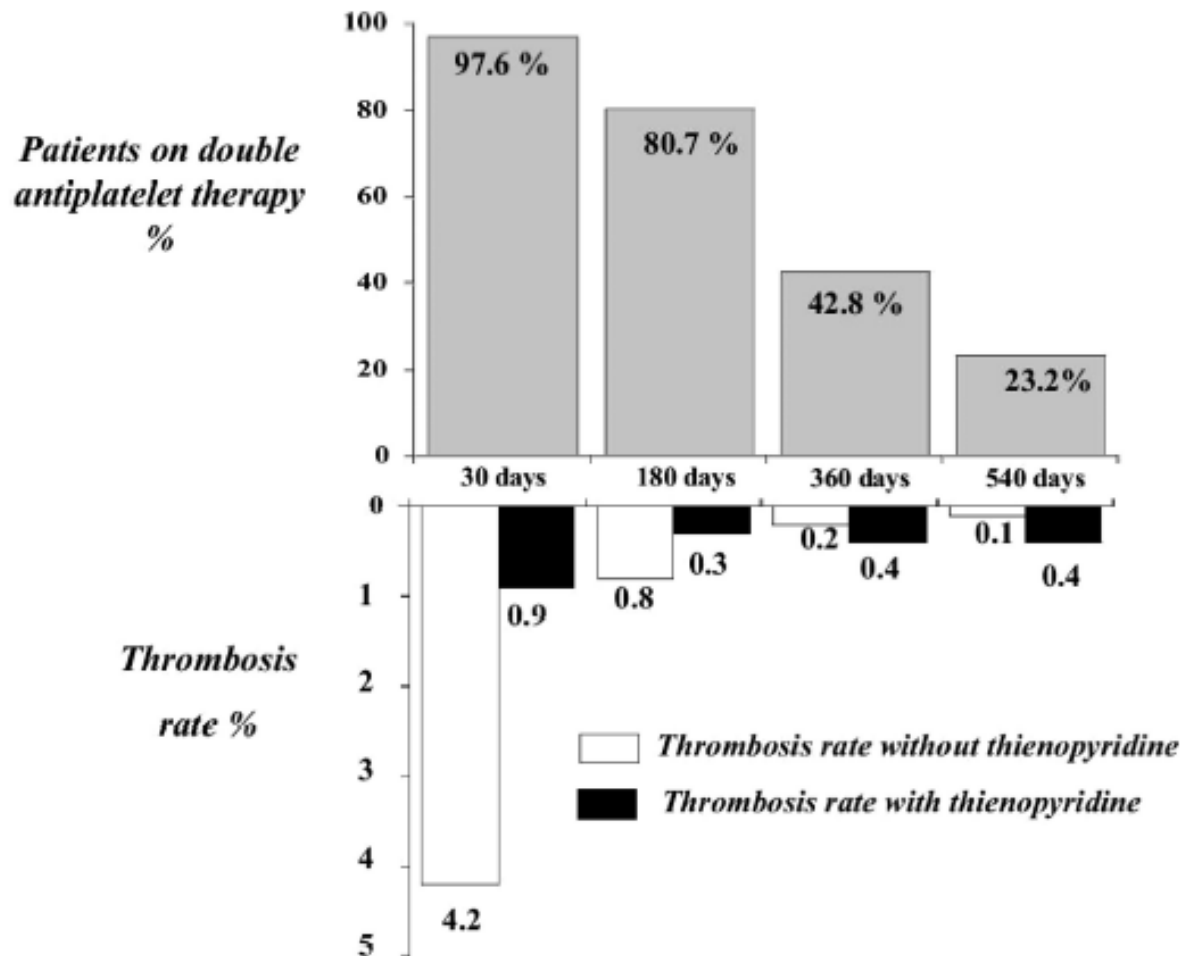 100
97.6 %
80
80.7 %
Patients on double
antiplatelet therapy
%
60
40
42.8 %
20
23.2%
0
30 days
180 days
360 days
540 days
0
0.2
0.1
0.3
0.4
0.4
1
0.8
0.9
Thrombosis
rate %
2
3
Thrombosis rate without thienopyridine
Thrombosis rate with thienopyridine
4
4.2
5